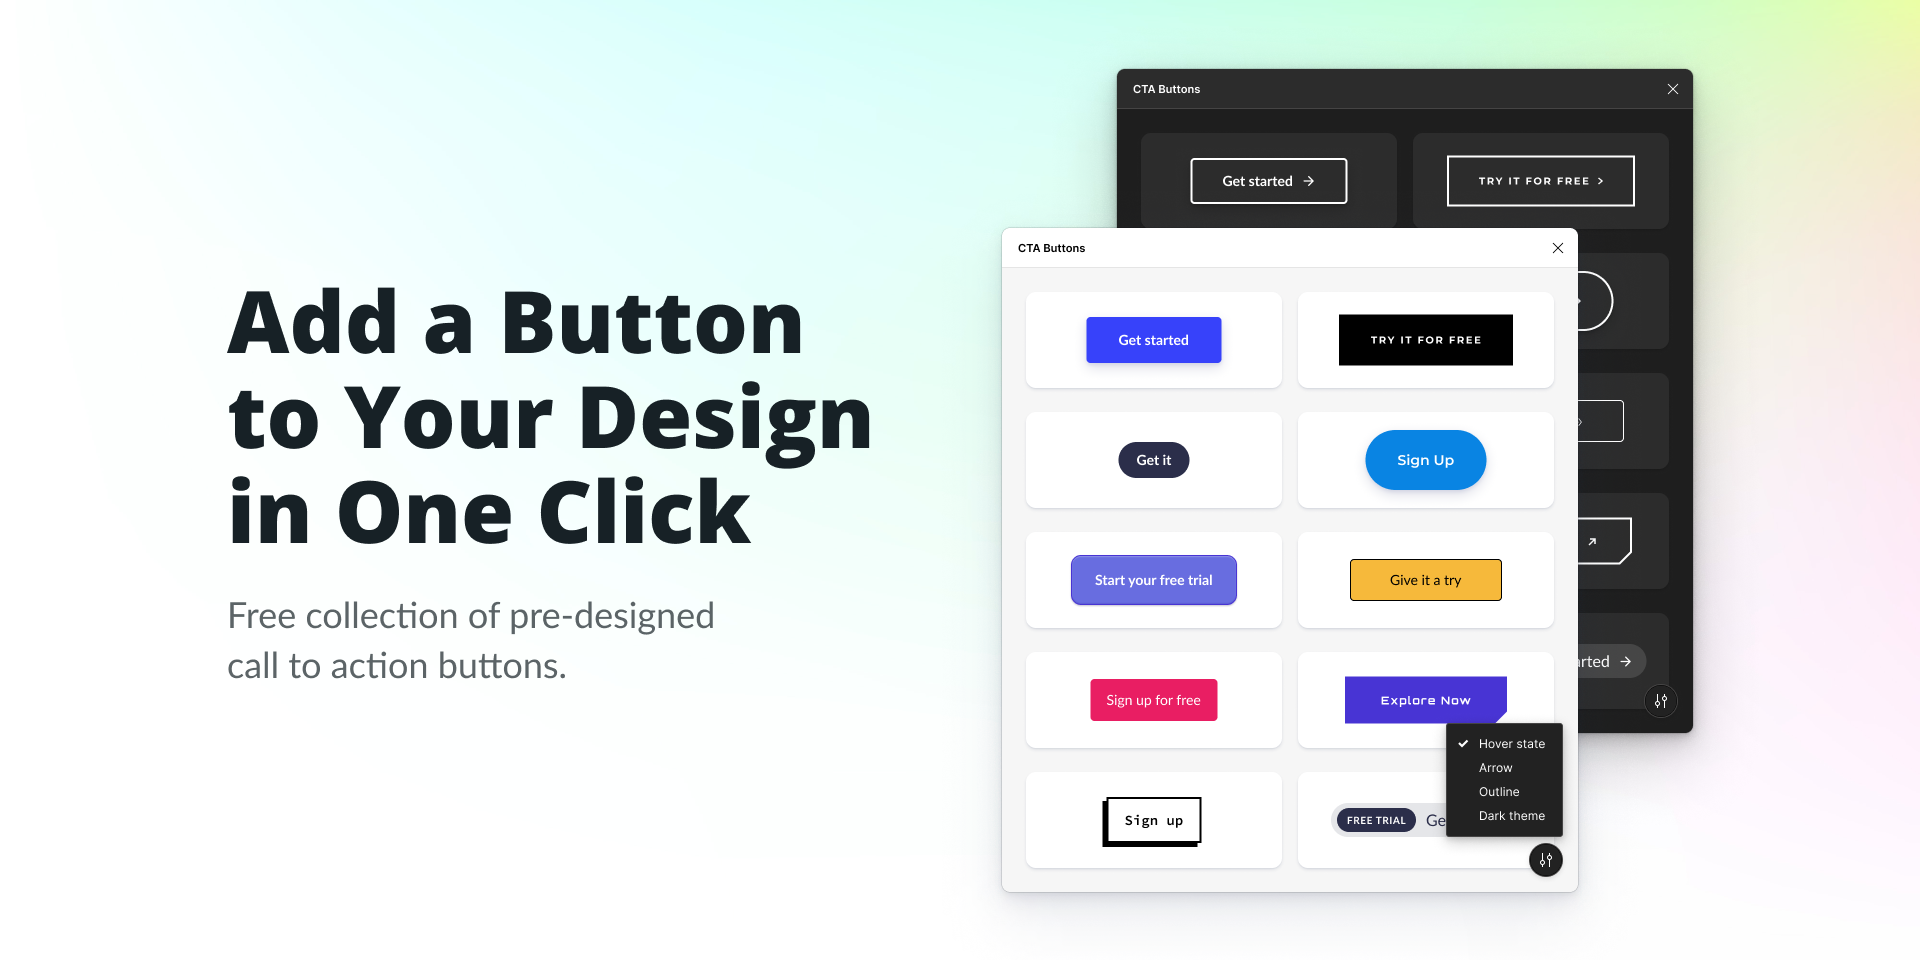 Add a Button
to Your Design
in One Click
Free collection of pre-designed
call to action buttons.
CTA Buttons
Get started
TRY IT FOR FREE
CTA Buttons
Get started
TRY IT FOR FREE
Get it
Sign Up
Start your free trial
Give it a try
Sign up for free
Explore Now
Hover state
Arrow
Outline
Dark theme
Sign up
FREE TRIAL